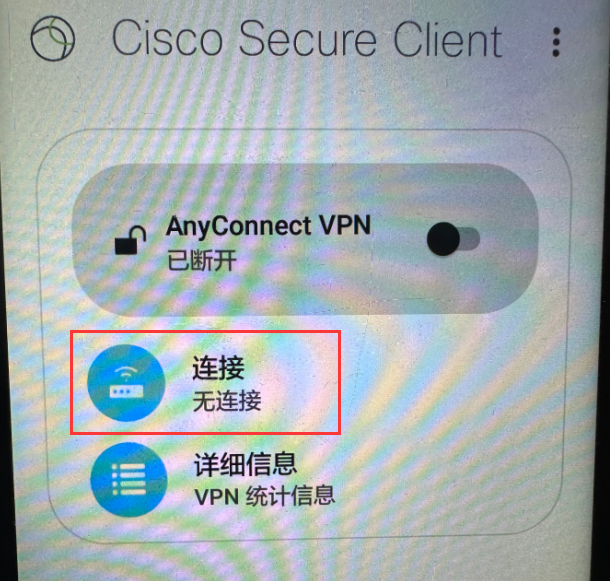 Cisco Secure Client
AnyConnect VPN
已断开
连接
无连接
详细信息
VPN 统计信息